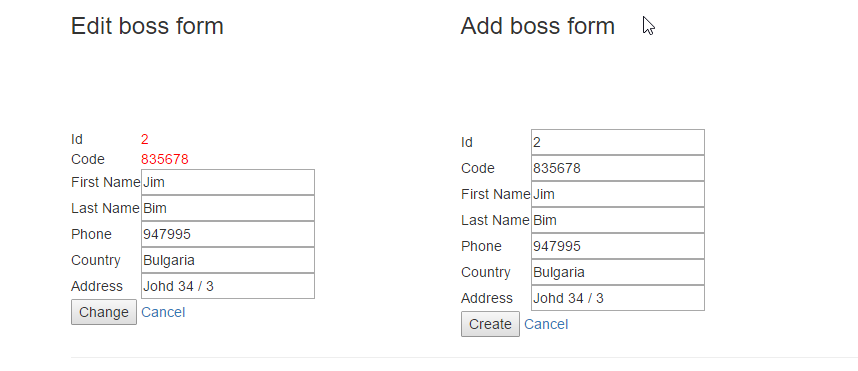 Edit boss form
Id 2
Code 835678
First Name Jim
Last Name Bim
Phone 947995
Country Bulgaria
Address Johd 34 / 3
Change Cancel
Add boss form
Id 2
Code 835678
First Name Jim
Last Name Bim
Phone 947995
Country Bulgaria
Address Johd 34 / 3
Create Cancel